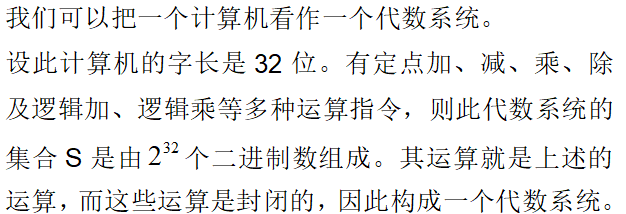 我们可以把一个计算机看作一个代数系统。
设此计算机的字长是 32 位。有定点加、减、乘、除
及逻辑加、逻辑乘等多种运算指令，则此代数系统的
集合 S 是由 2³² 个二进制数组成。其运算就是上述的
运算，而这些运算是封闭的，因此构成一个代数系统。